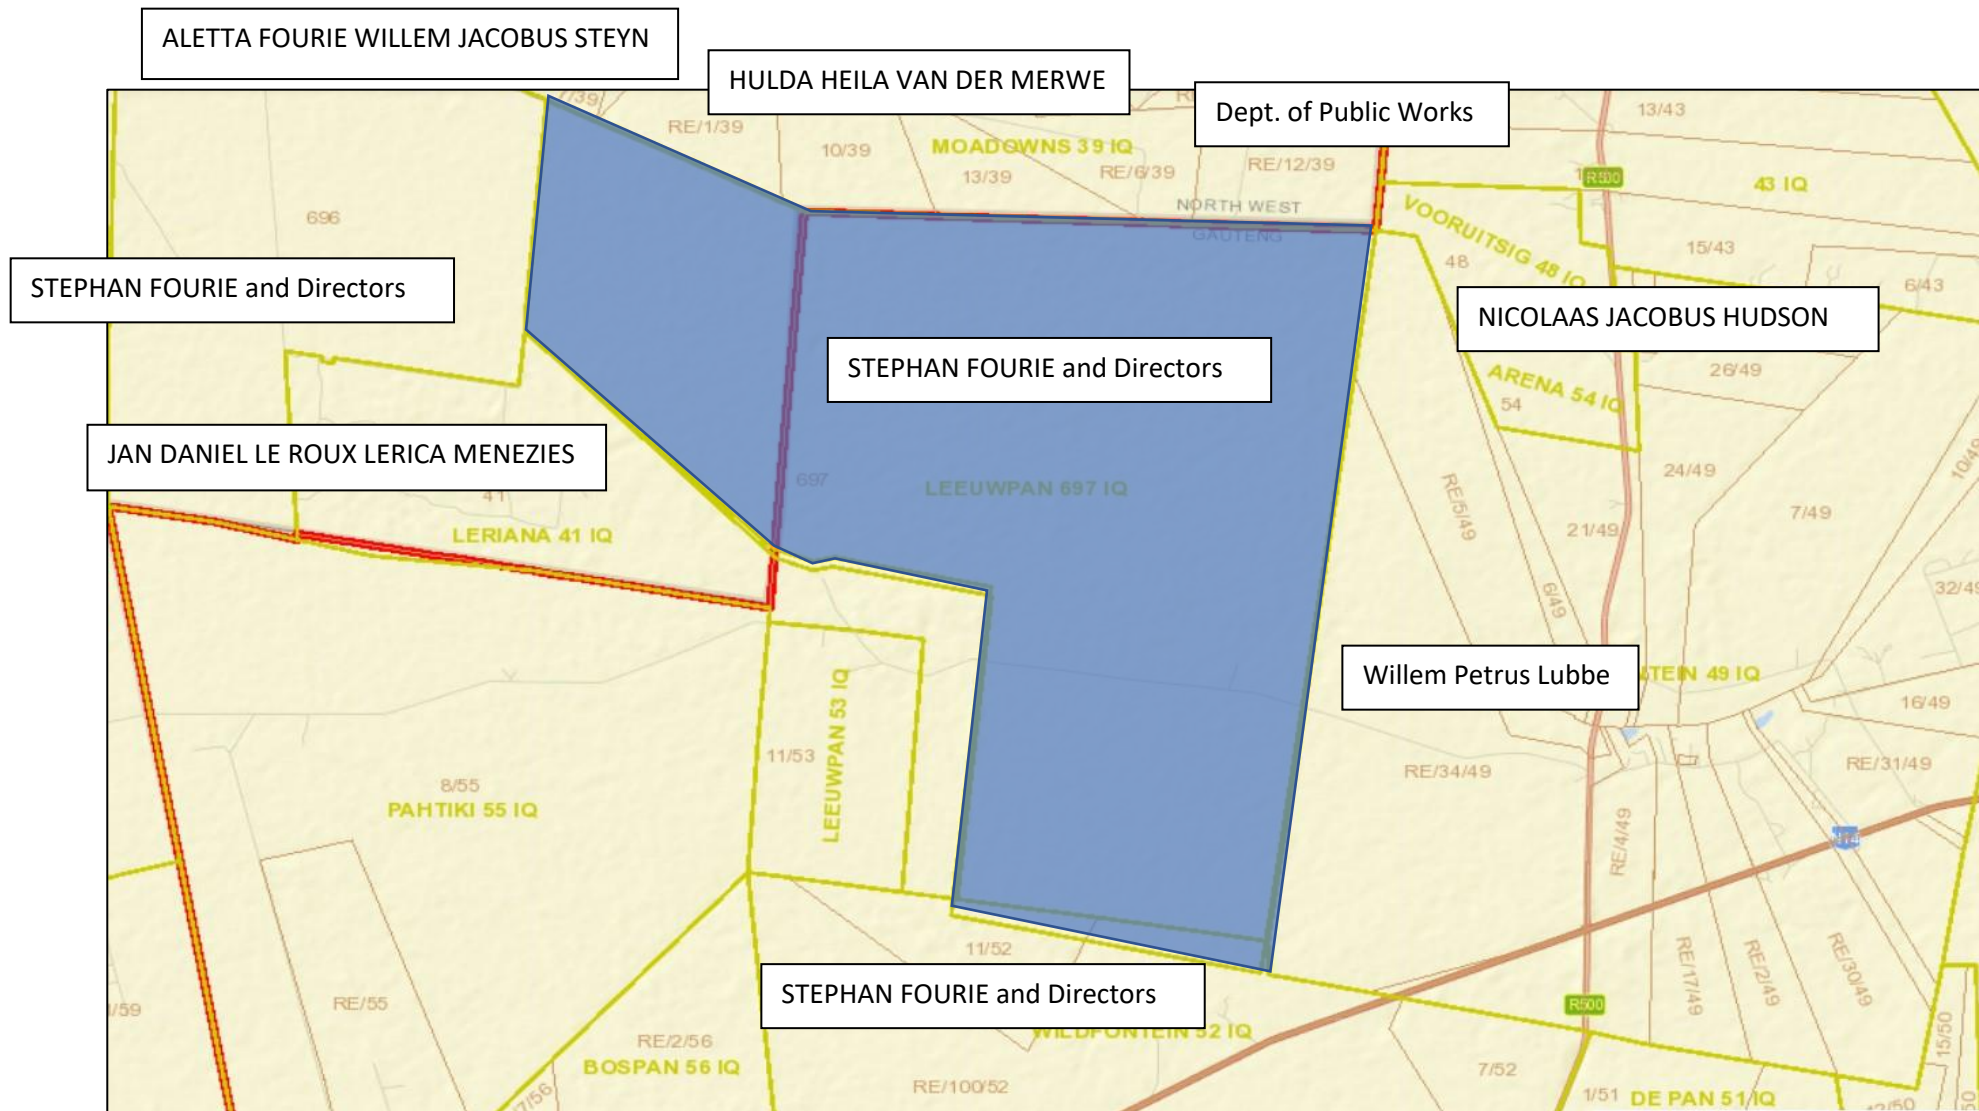 ALETTA FOURIE WILLEM JACOBUS STEYN
HULDA HEILA VAN DER MERWE
Dept. of Public Works
RE/1/39
10/39
MOADOWNS 39 IQ
13/39
RE/6/39
RE/12/39
13/43
R500
43 IQ
NORTH WEST
GAUTENG
696
VOORUITSIG 48 IQ
48
15/43
6/43
STEPHAN FOURIE and Directors
NICOLAAS JACOBUS HUDSON
STEPHAN FOURIE and Directors
26/49
ARENA 54 IQ
54
JAN DANIEL LE ROUX LERICA MENEZIES
41
LERIANA 41 IQ
697
LEEUWPAN 697 IQ
RE/5/49
24/49
10/49
7/49
21/49
6/49
32/49
Willem Petrus Lubbe
TEIN 49 IQ
16/49
11/53
LEEUWPAN 53 IQ
RE/34/49
RE/31/49
8/55
PAHTIKI 55 IQ
RE/4/49
11/52
STEPHAN FOURIE and Directors
WILDFONTEIN 52 IQ
R500
RE/17/49
RE/2/49
RE/30/49
/59
RE/55
RE/2/56
BOSPAN 56 IQ
7/56
RE/100/52
7/52
15/50
1/51
DE PAN 51 IQ